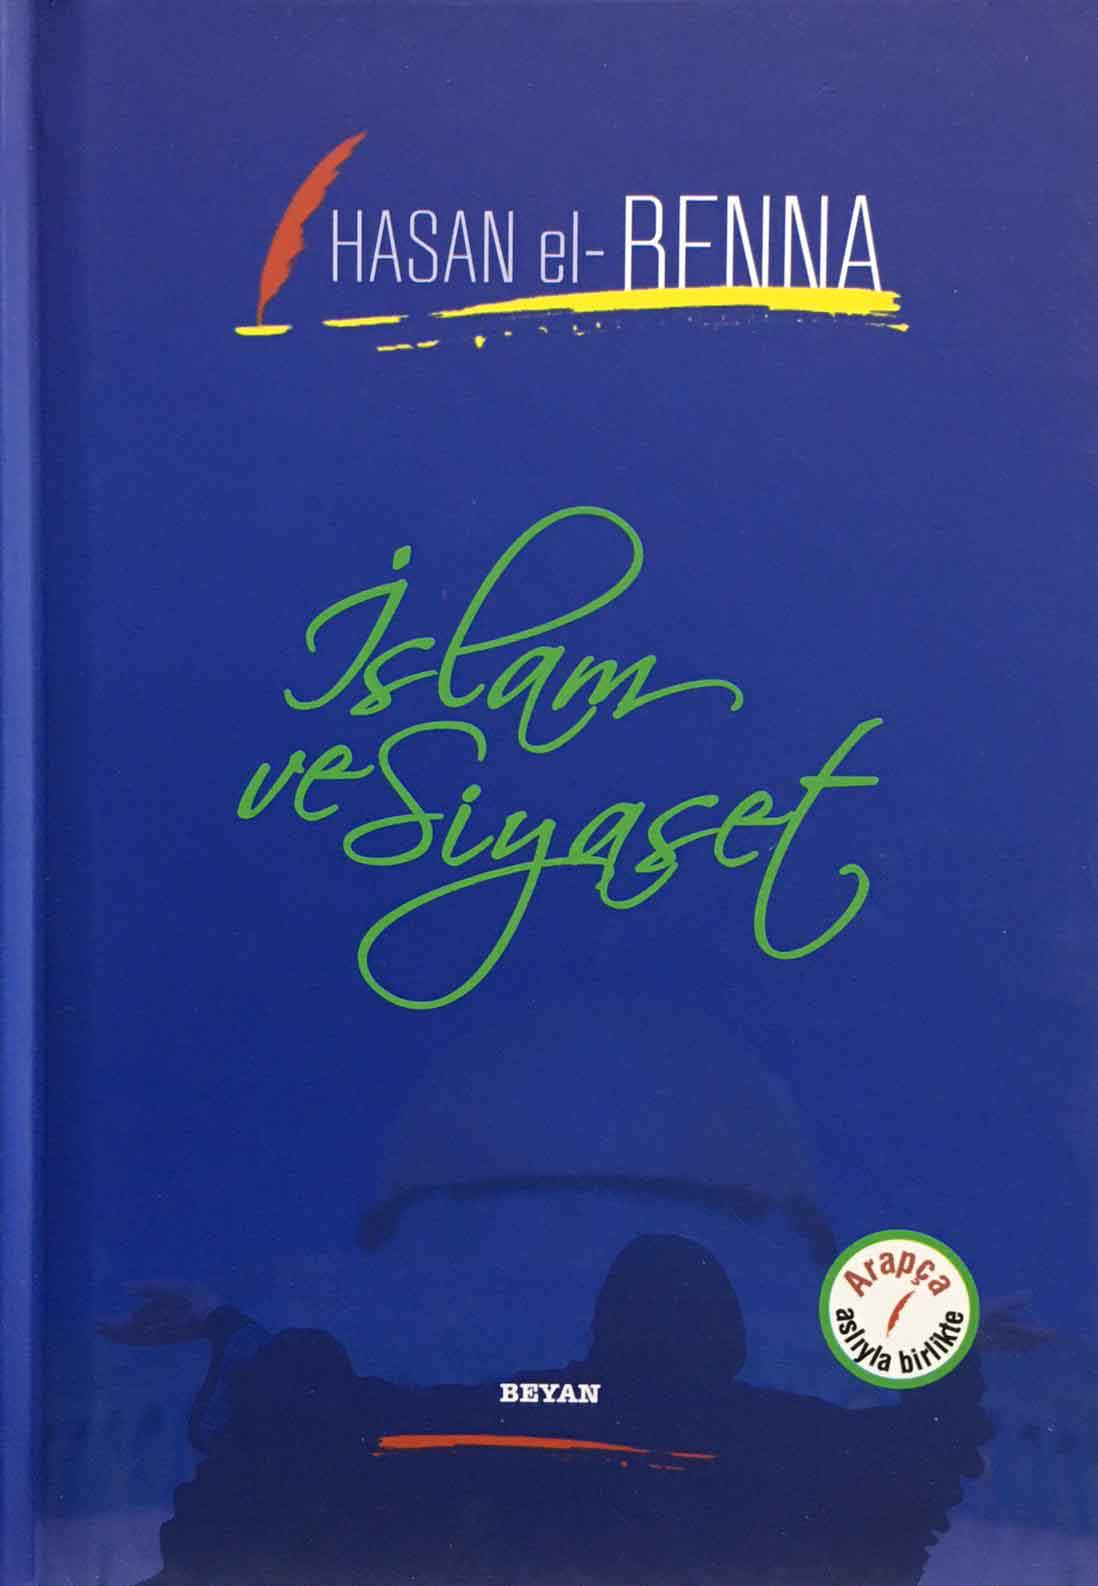 HASAN el-BENNA
İslam
ve Siyaset
Arapça
aslıyla birlikte
BEYAN